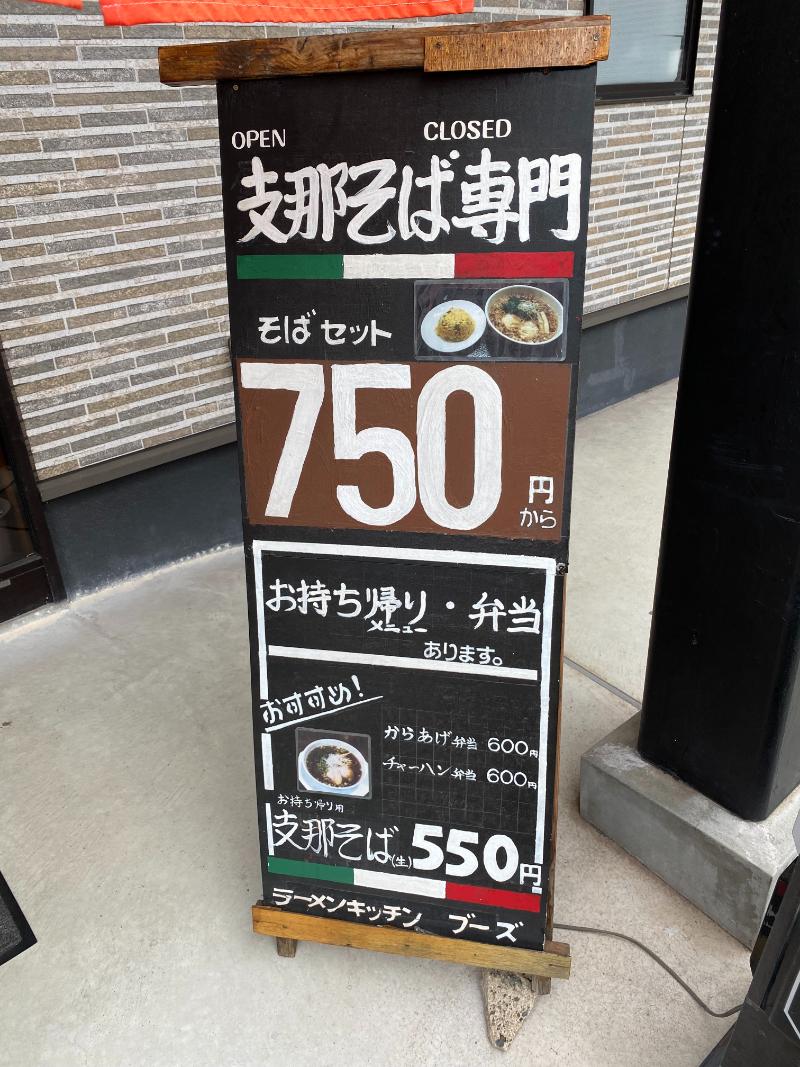 OPEN CLOSED
支那そば専門
そばセット
750円から
お持ち帰り・弁当
メニュー
あります。
おすすめ!
からあげ弁当 600円
チャーハン弁当 600円
お持ち帰り用
支那そば(生)550円
ラーメンキッチン ブーズ